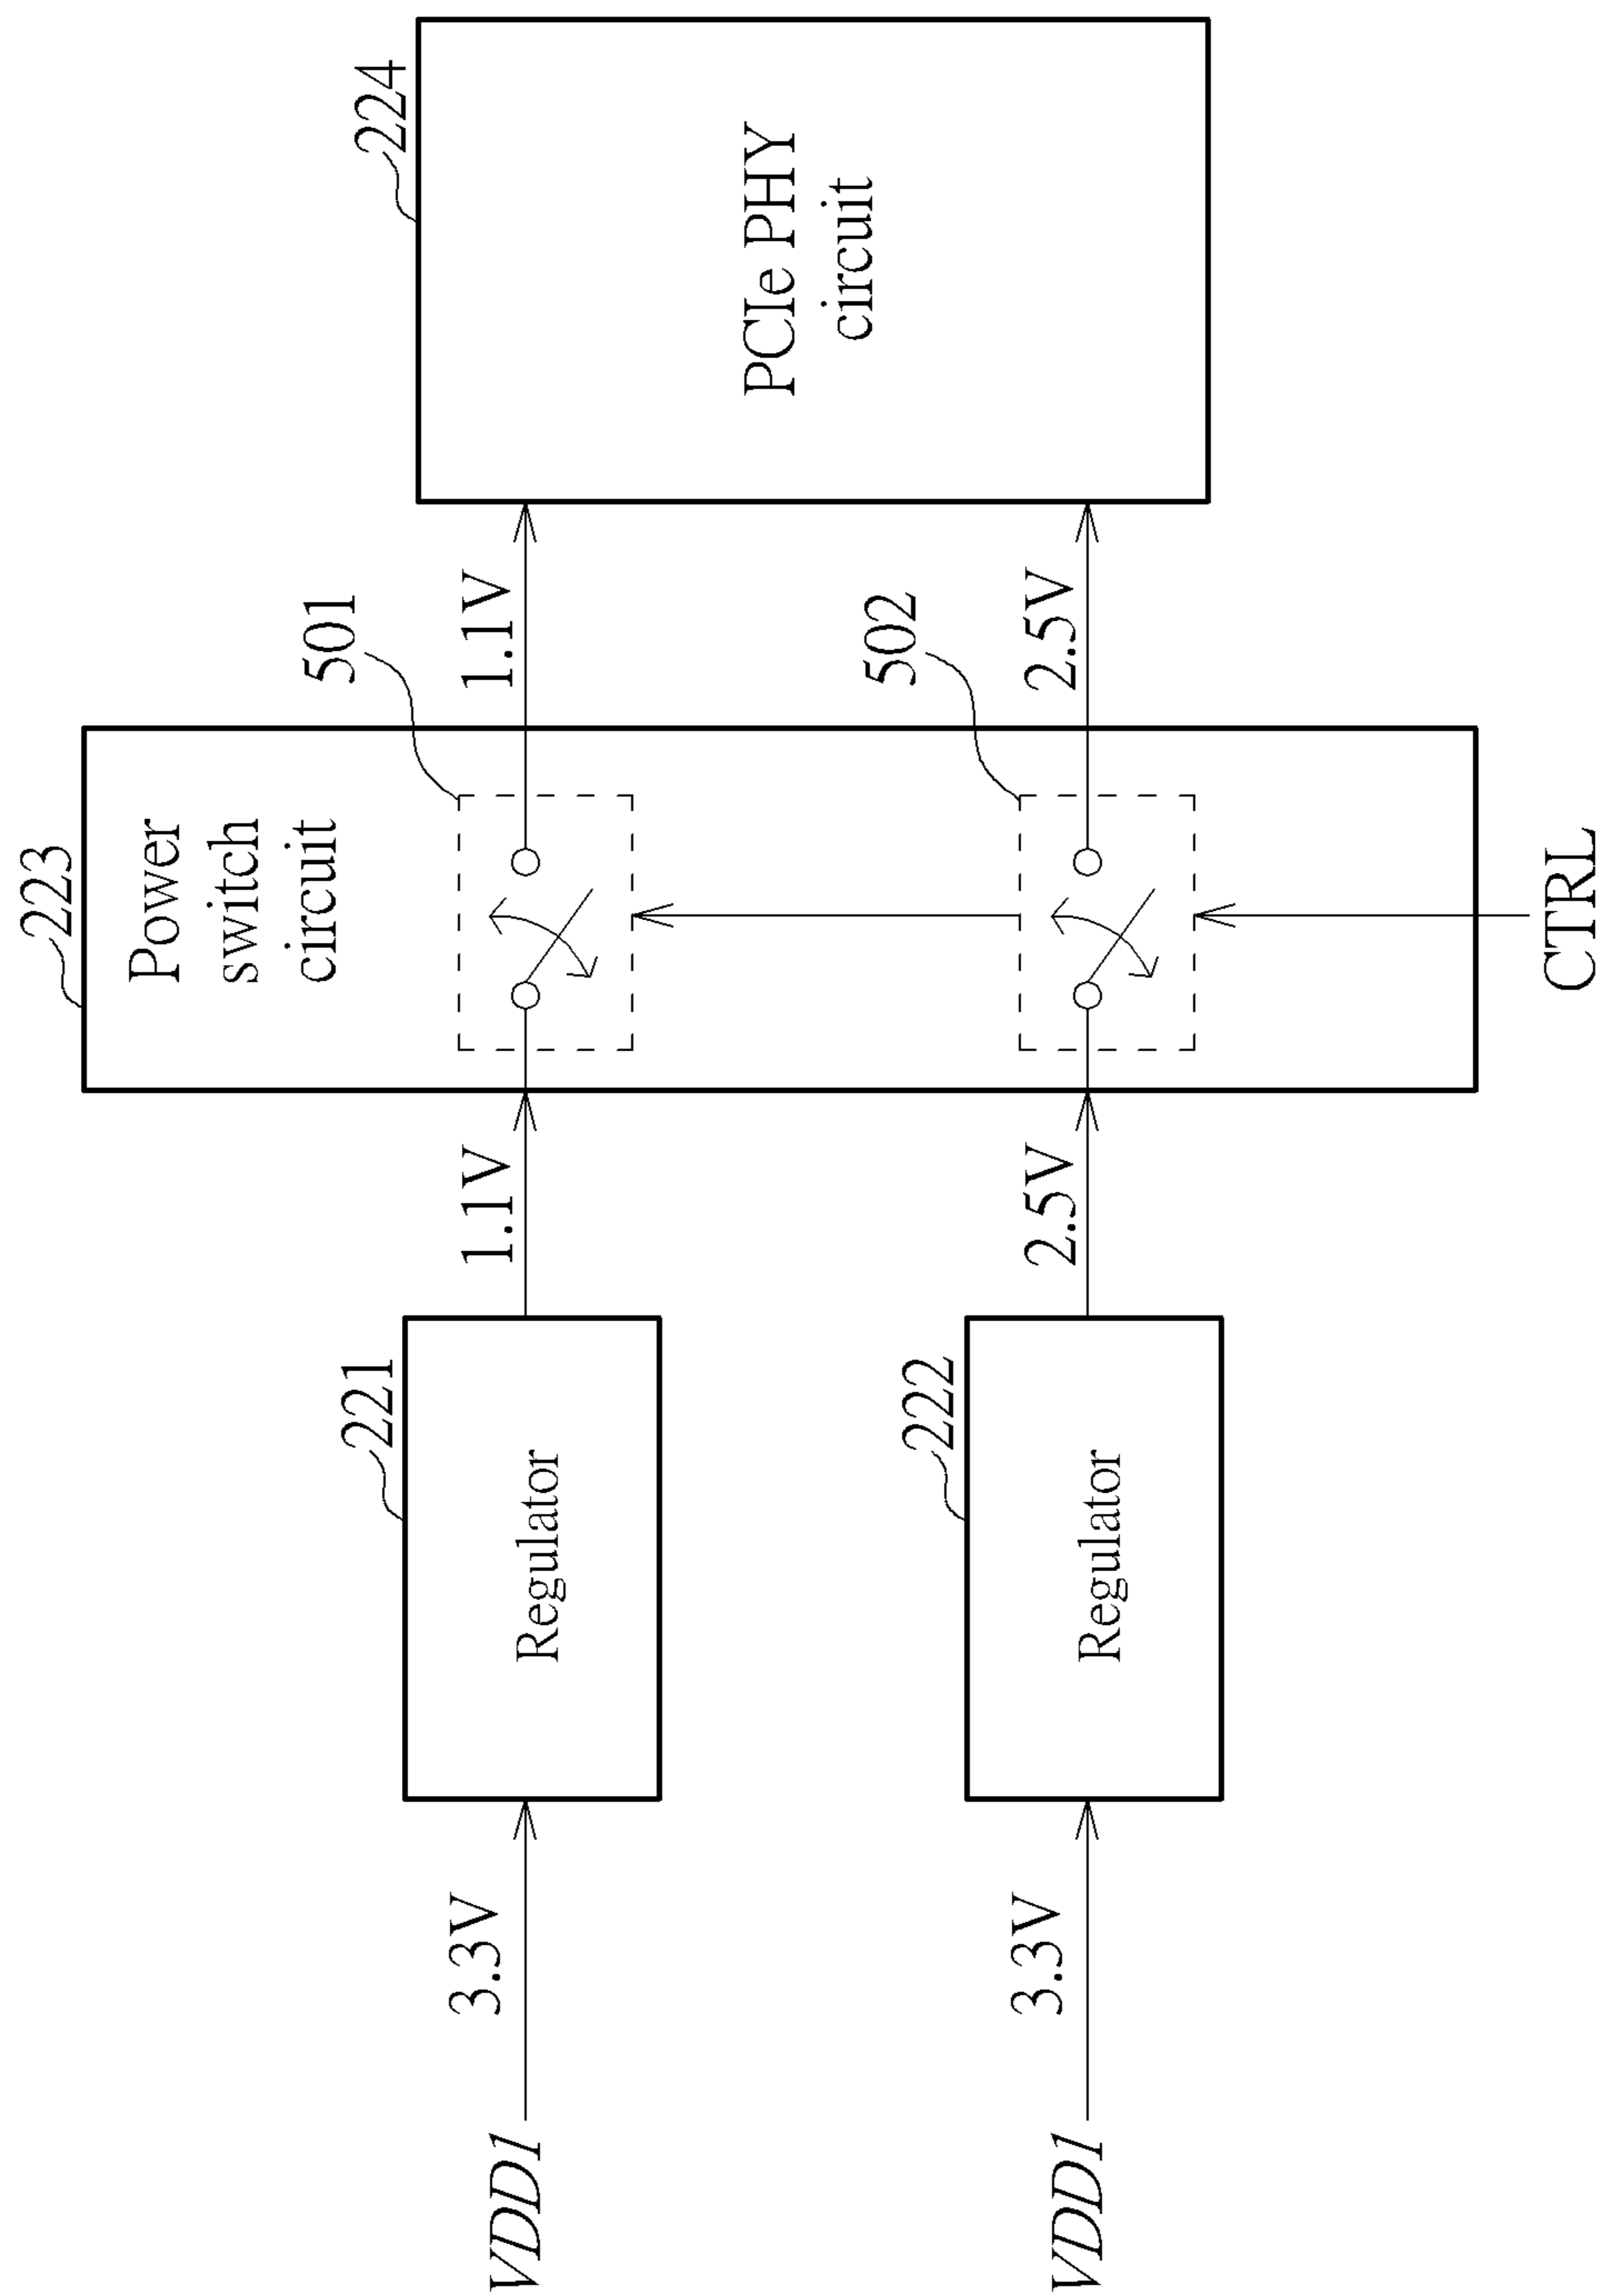 223
Power
switch
circuit
221
501
224
VDD1
3.3V
Regulator
1.1V
1.1V
PCIe PHY
circuit
222
502
VDD1
3.3V
Regulator
2.5V
2.5V
CTRL